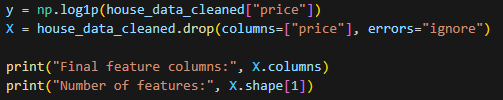 y = np.log1p(house_data_cleaned["price"])
X = house_data_cleaned.drop(columns=["price"], errors="ignore")
print("Final feature columns:", X.columns)
print("Number of features:", X.shape[1])